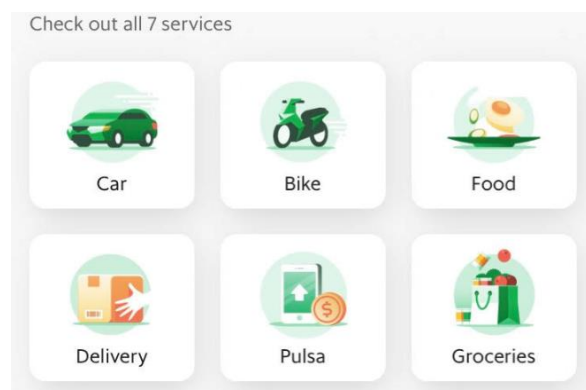 Check out all 7 services
Car
Bike
Food
Delivery
Pulsa
Groceries